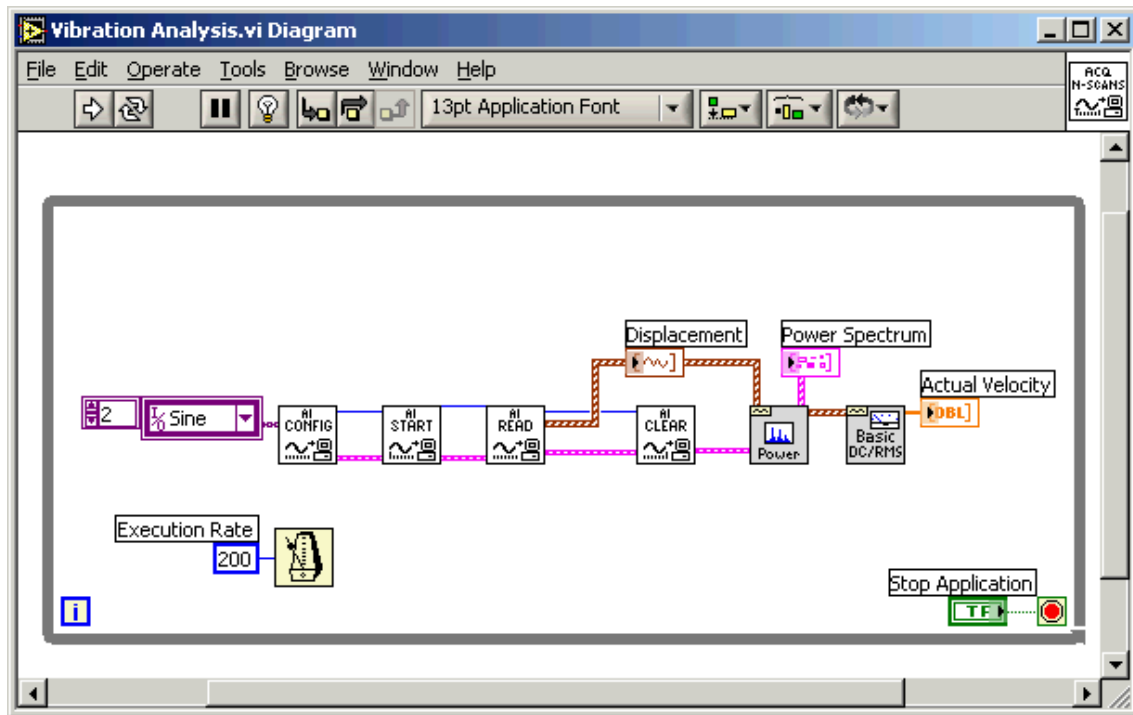 Vibration Analysis.vi Diagram
File Edit Operate Tools Browse Window Help
ACQ
N-SCANS
13pt Application Font
Displacement
Power Spectrum
Actual Velocity
2
I/O Sine
AI
CONFIG
AI
START
AI
READ
AI
CLEAR
Power
Basic
DC/RMS
DBL]
Execution Rate
200
Stop Application
i
TF